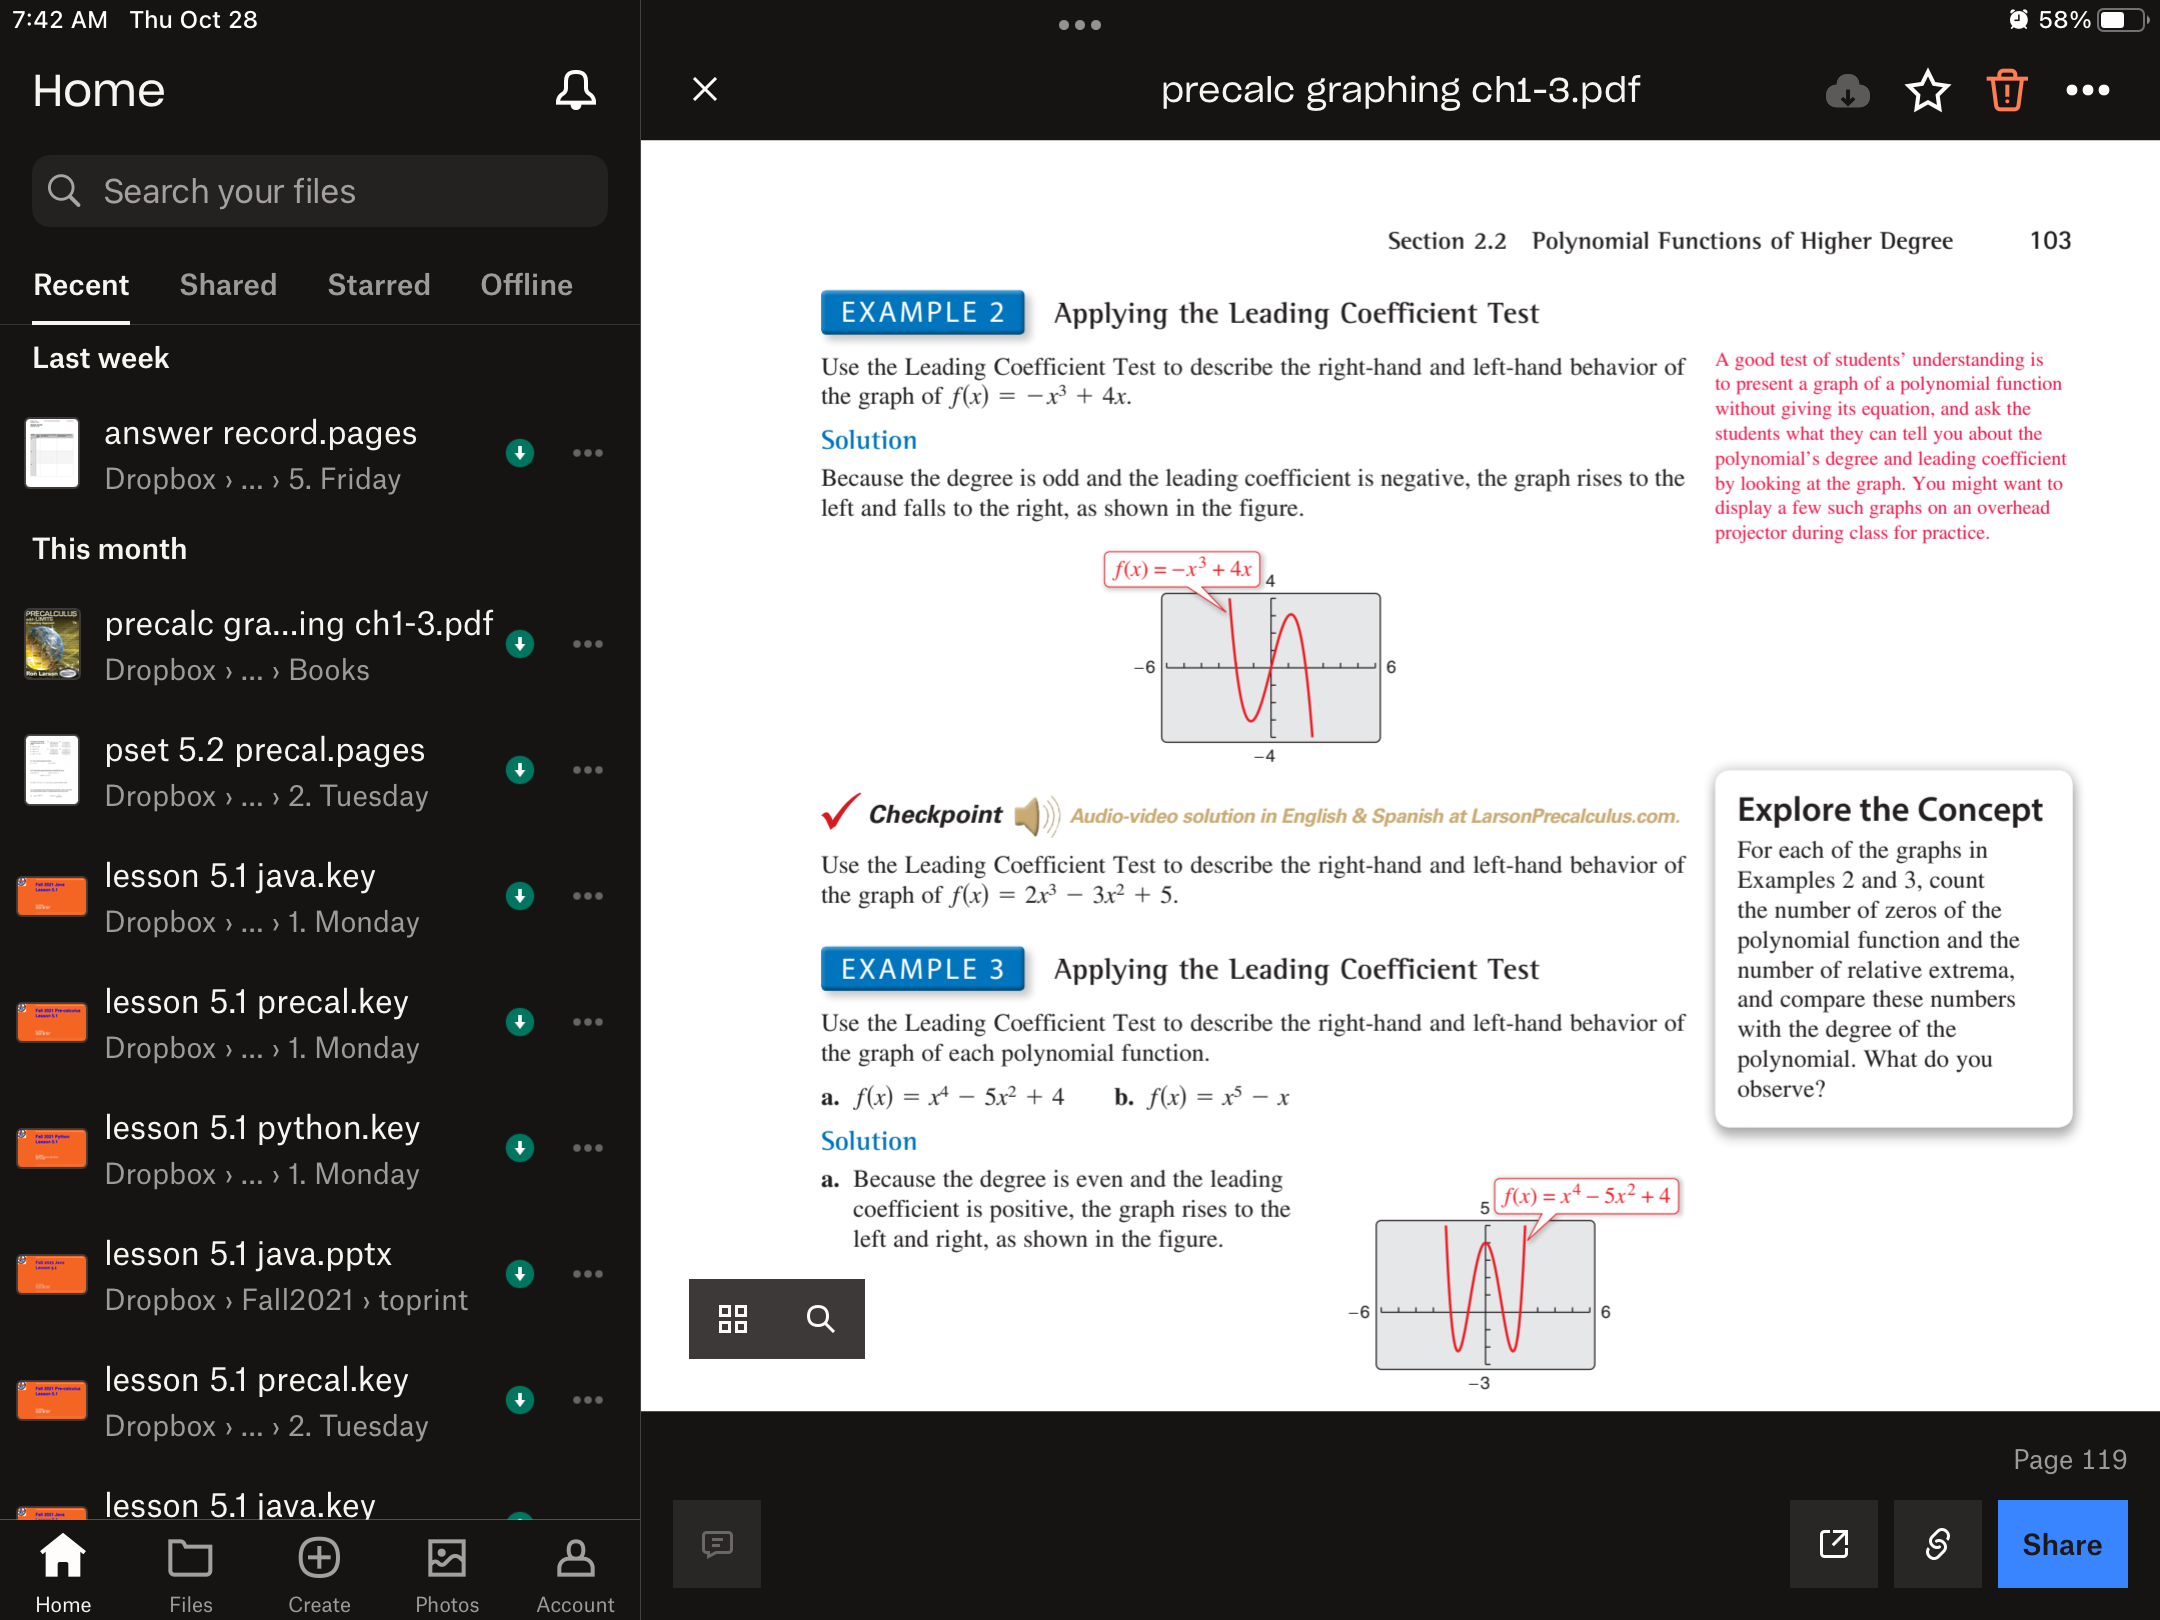 7:42 AM Thu Oct 28
58%
Home
Search your files
Recent Shared Starred Offline
Last week
answer record.pages
Dropbox › ... › 5. Friday
This month
precalc gra...ing ch1-3.pdf
Dropbox › ... › Books
pset 5.2 precal.pages
Dropbox › ... › 2. Tuesday
lesson 5.1 java.key
Dropbox › ... › 1. Monday
lesson 5.1 precal.key
Dropbox › ... › 1. Monday
lesson 5.1 python.key
Dropbox › ... › 1. Monday
lesson 5.1 java.pptx
Dropbox › Fall2021 › toprint
lesson 5.1 precal.key
Dropbox › ... › 2. Tuesday
lesson 5.1 java.key
Home Files Create Photos Account
precalc graphing ch1-3.pdf
Section 2.2 Polynomial Functions of Higher Degree 103
EXAMPLE 2 Applying the Leading Coefficient Test
Use the Leading Coefficient Test to describe the right-hand and left-hand behavior of
the graph of f(x) = −x³ + 4x.
Solution
Because the degree is odd and the leading coefficient is negative, the graph rises to the
left and falls to the right, as shown in the figure.
A good test of students' understanding is
to present a graph of a polynomial function
without giving its equation, and ask the
students what they can tell you about the
polynomial's degree and leading coefficient
by looking at the graph. You might want to
display a few such graphs on an overhead
projector during class for practice.
f(x) = −x³ + 4x
4
−6
6
−4
Checkpoint Audio-video solution in English & Spanish at LarsonPrecalculus.com.
Use the Leading Coefficient Test to describe the right-hand and left-hand behavior of
the graph of f(x) = 2x³ − 3x² + 5.
Explore the Concept
For each of the graphs in
Examples 2 and 3, count
the number of zeros of the
polynomial function and the
number of relative extrema,
and compare these numbers
with the degree of the
polynomial. What do you
observe?
EXAMPLE 3 Applying the Leading Coefficient Test
Use the Leading Coefficient Test to describe the right-hand and left-hand behavior of
the graph of each polynomial function.
a. f(x) = x⁴ − 5x² + 4 b. f(x) = x⁵ − x
Solution
a. Because the degree is even and the leading
coefficient is positive, the graph rises to the
left and right, as shown in the figure.
f(x) = x⁴ − 5x² + 4
5
−6
6
−3
Page 119
Share